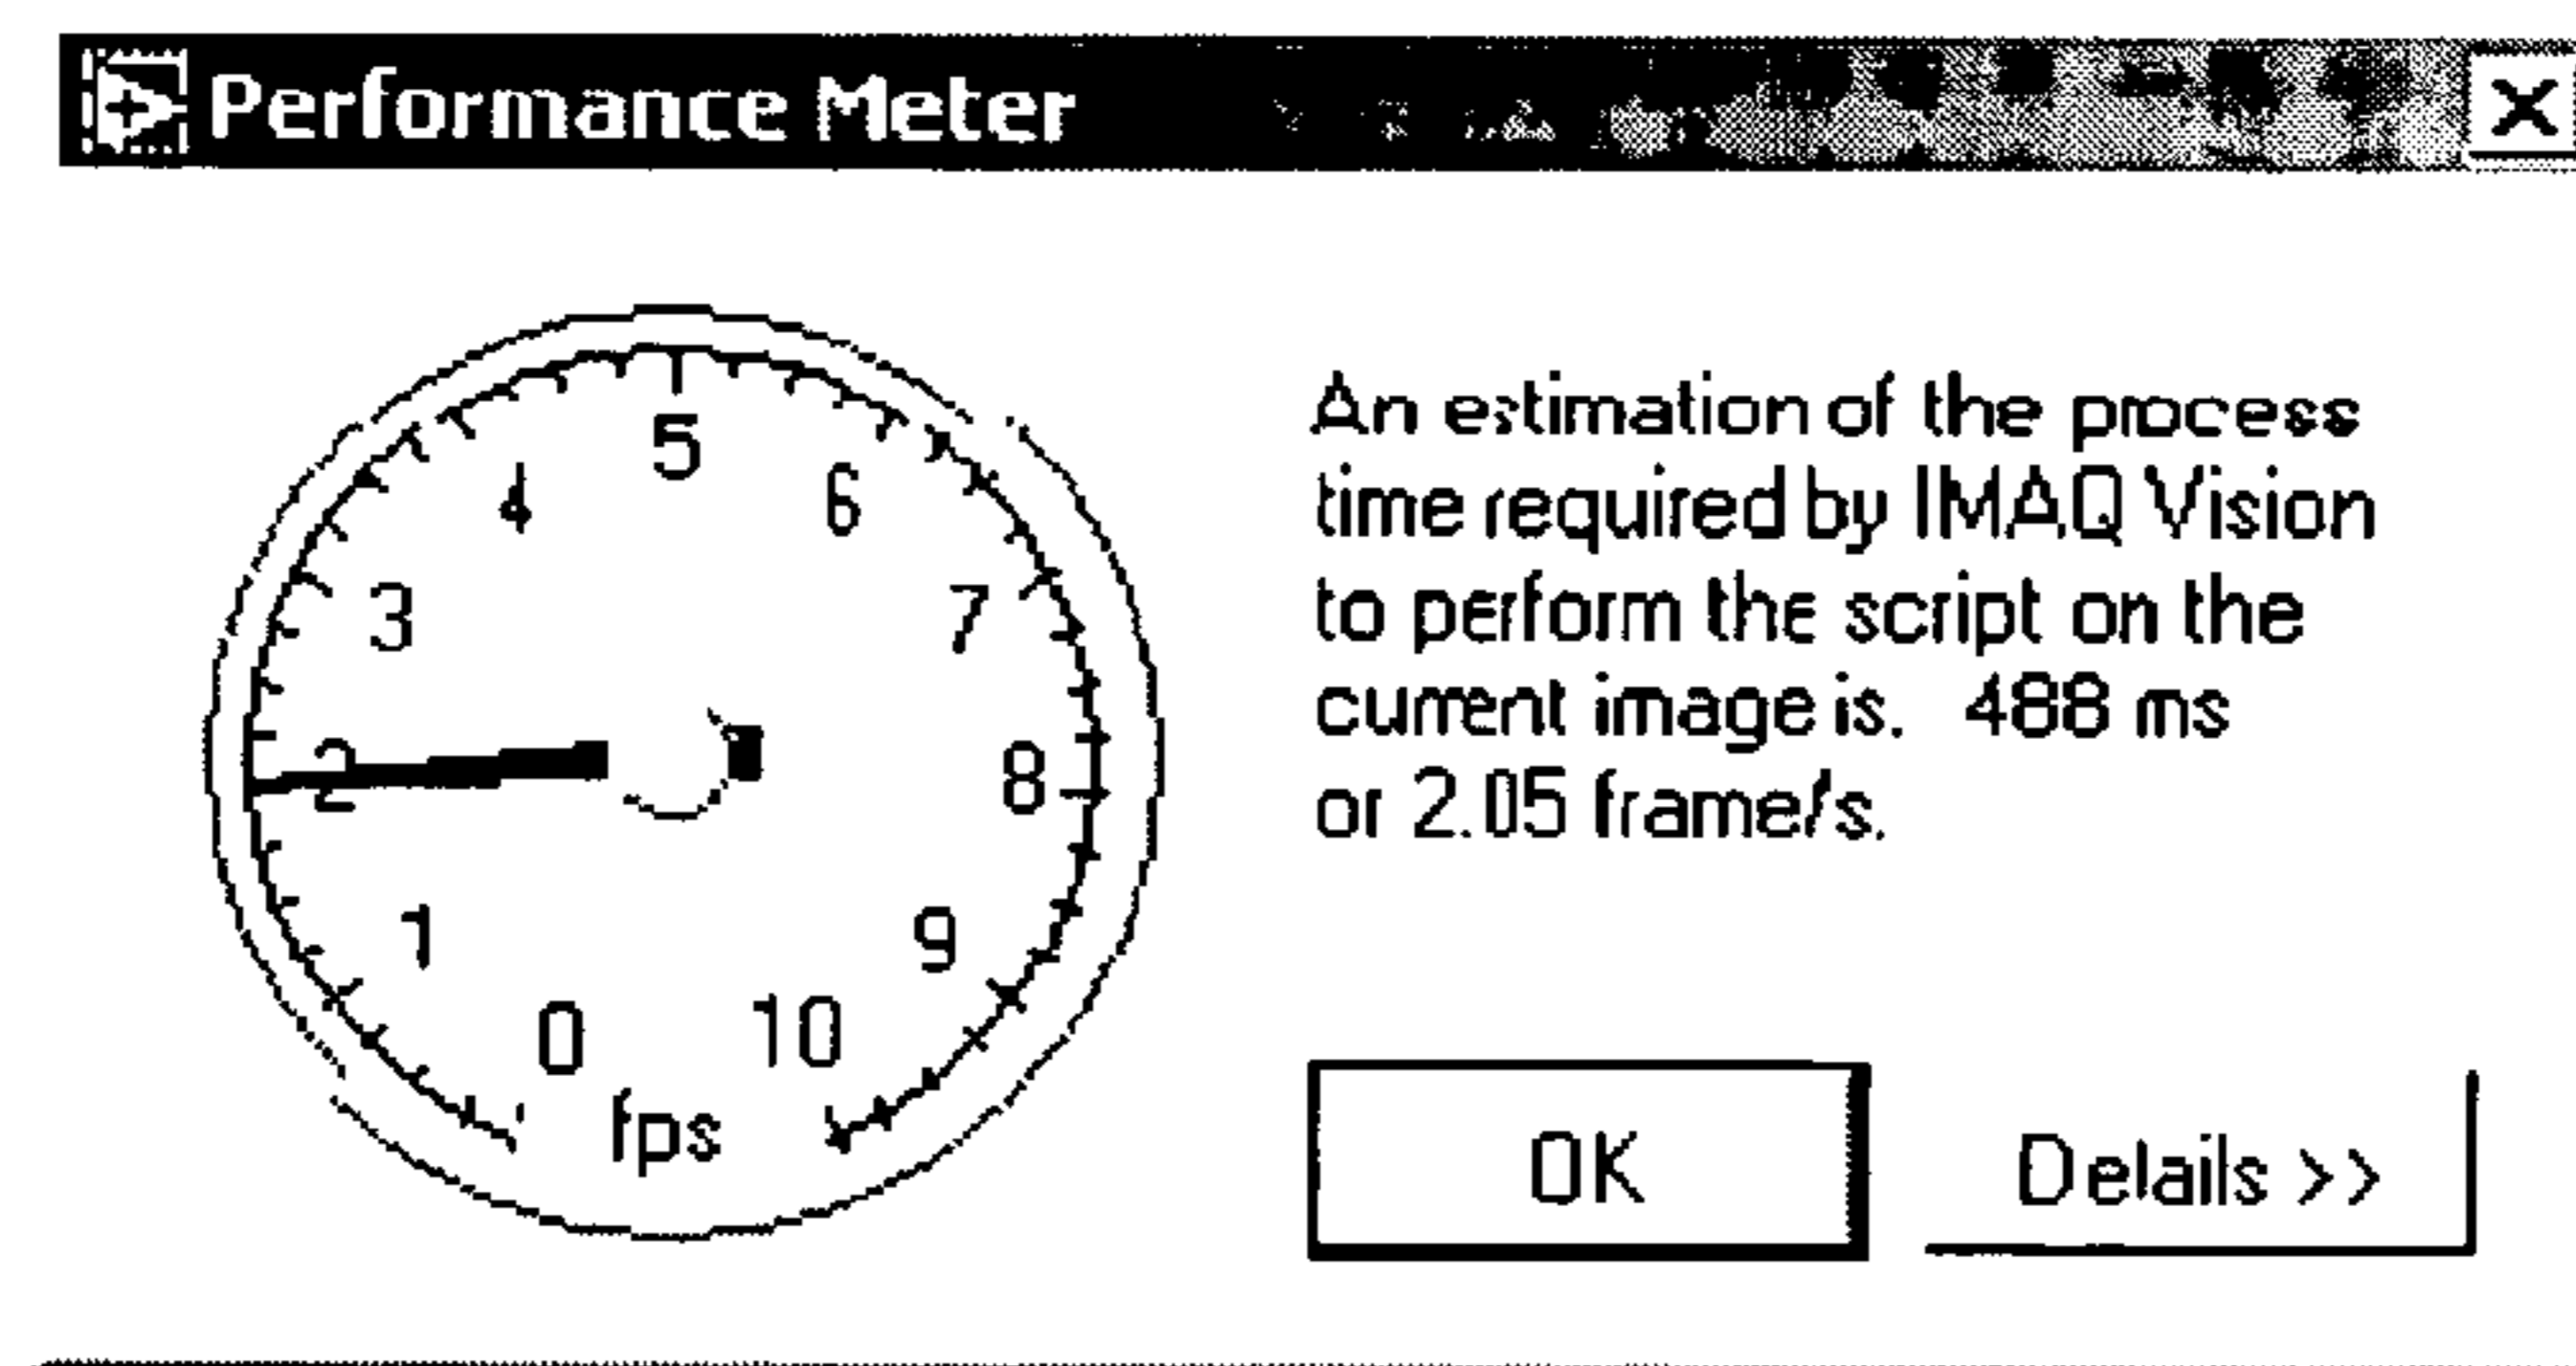 Performance Meter
An estimation of the process
time required by IMAQ Vision
to perform the script on the
current image is. 488 ms
or 2.05 frame/s.
5
4
6
3
7
2
8
1
9
0
10
fps
OK
Details >>